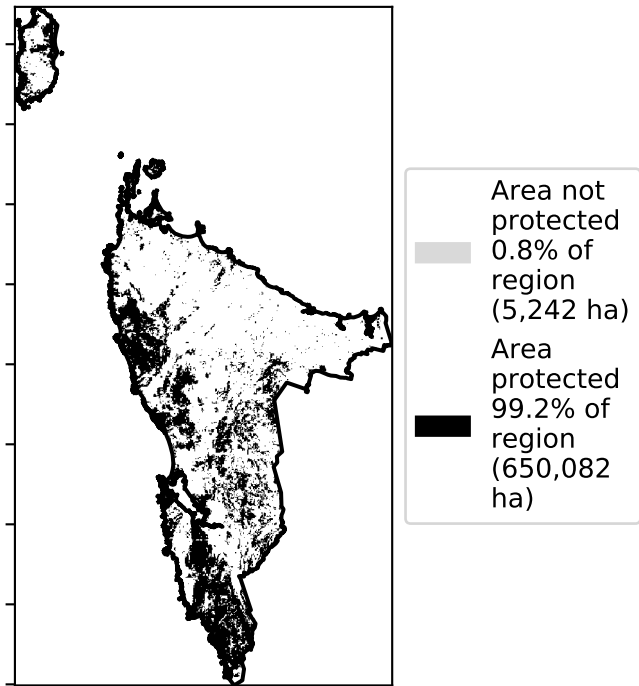 Area not
protected
0.8% of
region
(5,242 ha)
Area
protected
99.2% of
region
(650,082
ha)